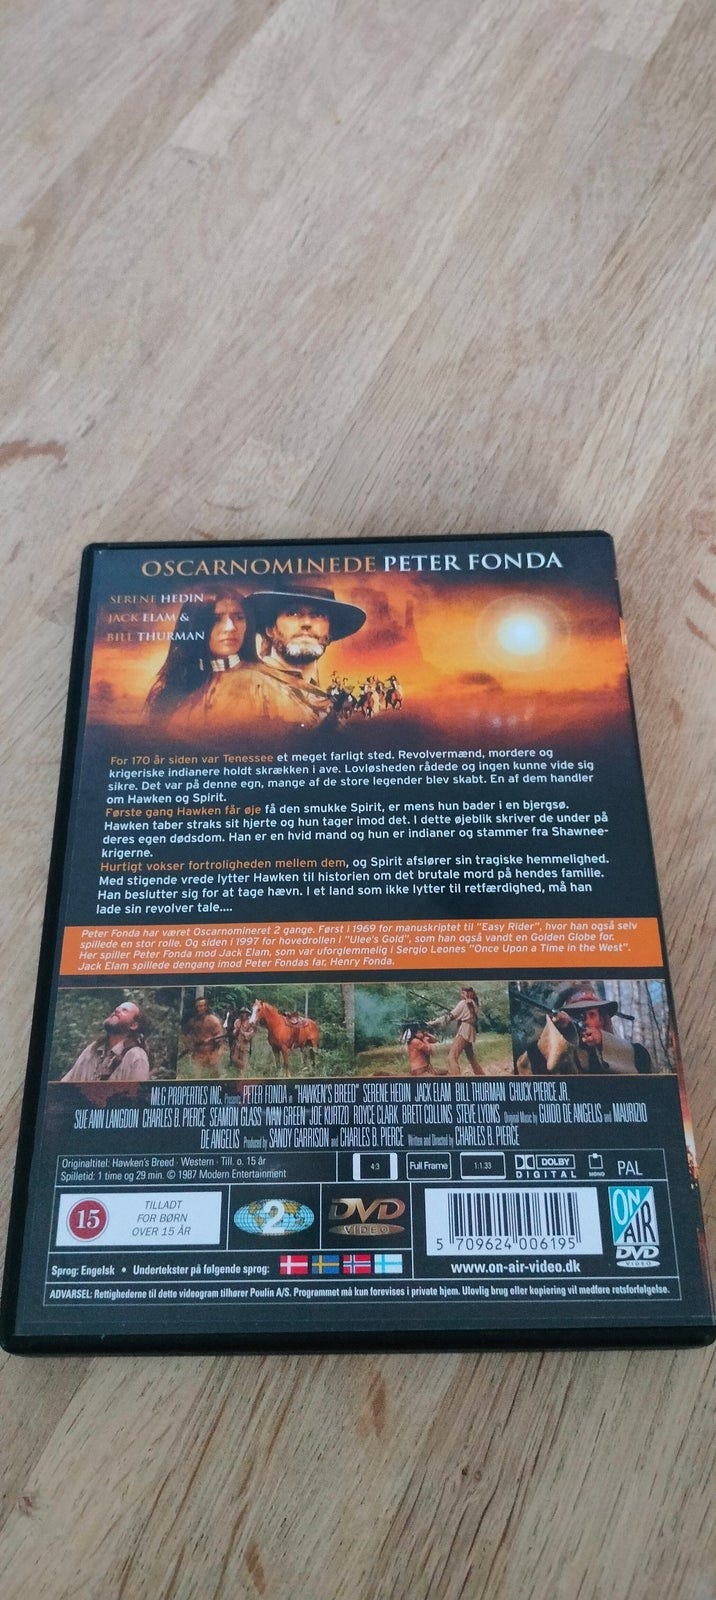 OSCARNOMINEDE PETER FONDA
SERENE HEDIN
JACK ELAM &
BILL THURMAN
For 170 år siden var Tenessee et meget farligt sted. Revolvermænd, mordere og
krigeriske indianere holdt skrækken i ave. Lovløsheden rådede og ingen kunne vide sig
sikre. Det var på denne egn, mange af de store legender blev skabt. En af dem handler
om Hawken og Spirit.
Første gang Hawken får øje få den smukke Spirit, er mens hun bader i en bjergsø.
Hawken taber straks sit hjerte og hun tager imod det. I dette øjeblik skriver de under på
deres egen dødsdom. Han er en hvid mand og hun er indianer og stammer fra Shawnee-
krigerne.
Hurtigt vokser fortroligheden mellem dem, og Spirit afslører sin tragiske hemmelighed.
Med stigende vrede lytter Hawken til historien om det brutale mord på hendes familie.
Han beslutter sig for at tage hævn. I et land som ikke lytter til retfærdighed, må han
lade sin revolver tale....
Peter Fonda har været Oscarnomineret 2 gange. Først i 1969 for manuskriptet til "Easy Rider", hvor han også selv
spillede en stor rolle. Og siden i 1997 for hovedrollen i "Ulee's Gold", som han også vandt en Golden Globe for.
Her spiller Peter Fonda mod Jack Elam, som var uforglemmelig i Sergio Leones "Once Upon a Time in the West".
Jack Elam spillede dengang imod Peter Fondas far, Henry Fonda.
MLG PROPERTIES INC. Presents PETER FONDA in "HAWKEN'S BREED" SERENE HEDIN JACK ELAM BILL THURMAN CHUCK PIERCE JR.
SUE ANN LANGDON CHARLES B. PIERCE SEAMON GLASS IVAN GREEN JOE KURTZO ROYCE CLARK BRETT COLLINS STEVE LYONS Original Music by GUIDO DE ANGELIS and MAURIZIO
DE ANGELIS Produced by SANDY GARRISON and CHARLES B. PIERCE Written and Directed by CHARLES B. PIERCE
Originaltitel: Hawken's Breed · Western · Till. o. 15 år
Spilletid: 1 time og 29 min. © 1987 Modern Entertainment
4:3
Full Frame
1:1.33
DOLBY
DIGITAL
MONO
PAL
15
TILLADT
FOR BØRN
OVER 15 ÅR
2
DVD
VIDEO
5 709624 006195
www.on-air-video.dk
ON
AIR
DVD
VIDEO
Sprog: Engelsk • Undertekster på følgende sprog:
ADVARSEL: Rettighederne til dette videogram tilhører Poulin A/S. Programmet må kun forevises i private hjem. Ulovlig brug eller kopiering vil medføre retsforfølgelse.